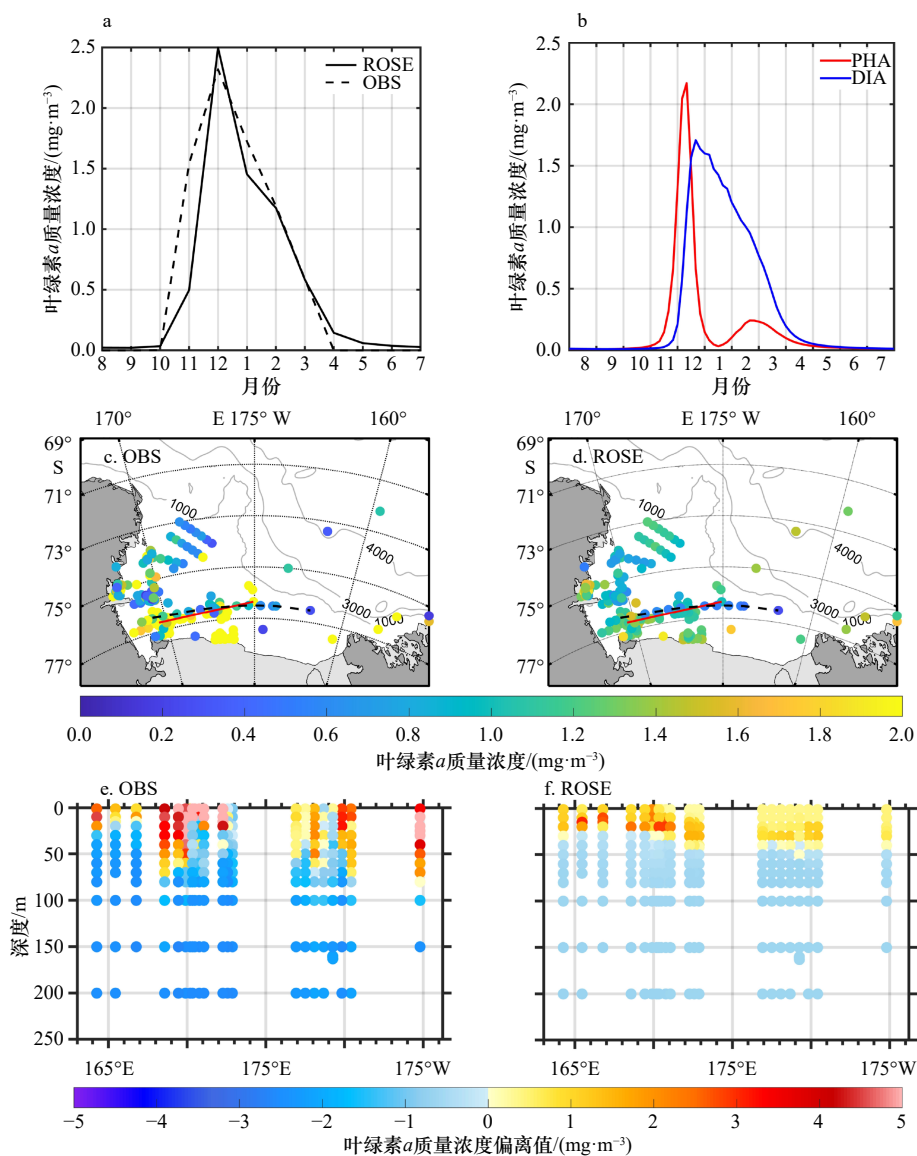 a
2.5
2.0
1.5
1.0
0.5
0.0
叶绿素a质量浓度/(mg·m−3)
ROSE
OBS
8 9 10 11 12 1 2 3 4 5 6 7
月份
b
2.5
2.0
1.5
1.0
0.5
0.0
叶绿素a质量浓度/(mg·m−3)
PHA
DIA
8 9 10 11 12 1 2 3 4 5 6 7
月份
170° E 175° W 160°
69°
S
71°
73°
75°
77°
c. OBS
1000
4000
3000
1000
170° E 175° W 160°
69°
S
71°
73°
75°
77°
d. ROSE
1000
4000
3000
1000
0.0 0.2 0.4 0.6 0.8 1.0 1.2 1.4 1.6 1.8 2.0
叶绿素a质量浓度/(mg·m−3)
e. OBS
0
50
100
150
200
250
深度/m
165°E 175°E 175°W
f. ROSE
165°E 175°E 175°W
−5 −4 −3 −2 −1 0 1 2 3 4 5
叶绿素a质量浓度偏离值/(mg·m−3)